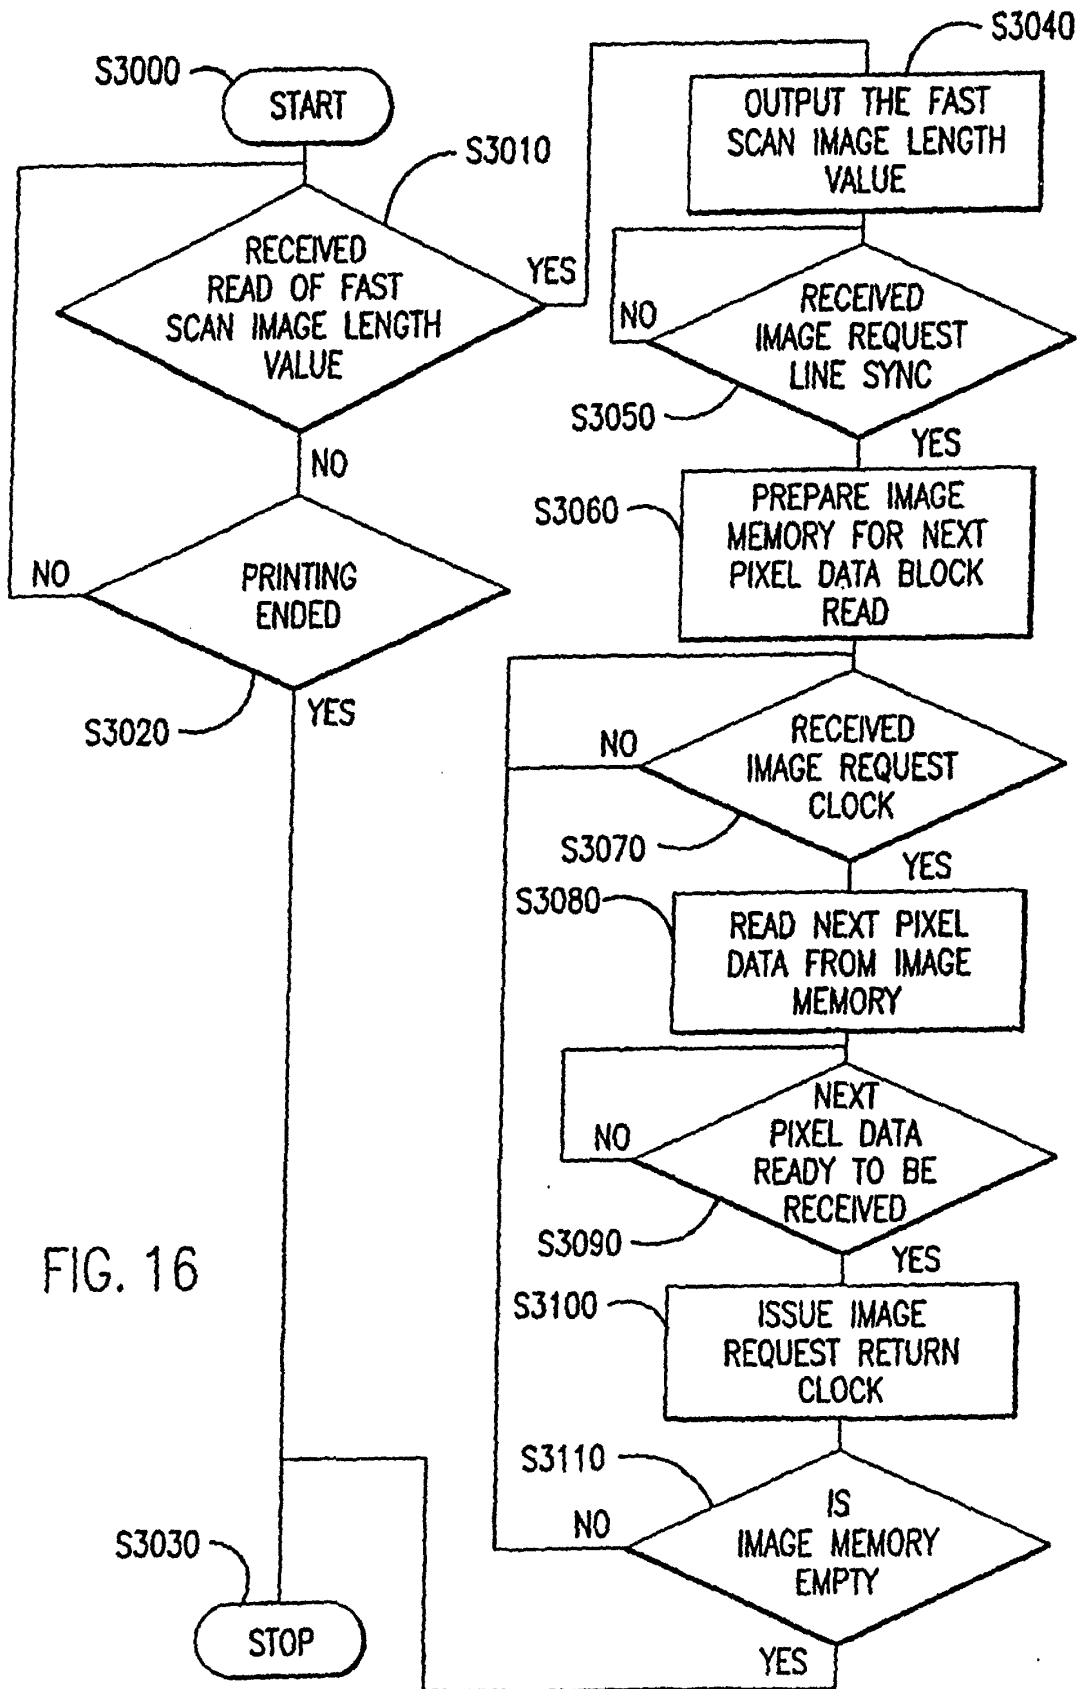 S3000
START
S3010
RECEIVED
READ OF FAST
SCAN IMAGE LENGTH
VALUE
YES
NO
PRINTING
ENDED
NO
S3020
YES
S3030
STOP
FIG. 16
S3040
OUTPUT THE FAST
SCAN IMAGE LENGTH
VALUE
RECEIVED
IMAGE REQUEST
LINE SYNC
NO
S3050
YES
S3060
PREPARE IMAGE
MEMORY FOR NEXT
PIXEL DATA BLOCK
READ
NO
RECEIVED
IMAGE REQUEST
CLOCK
S3070
YES
S3080
READ NEXT PIXEL
DATA FROM IMAGE
MEMORY
NEXT
PIXEL DATA
READY TO BE
RECEIVED
NO
S3090
YES
S3100
ISSUE IMAGE
REQUEST RETURN
CLOCK
S3110
IS
IMAGE MEMORY
EMPTY
NO
YES